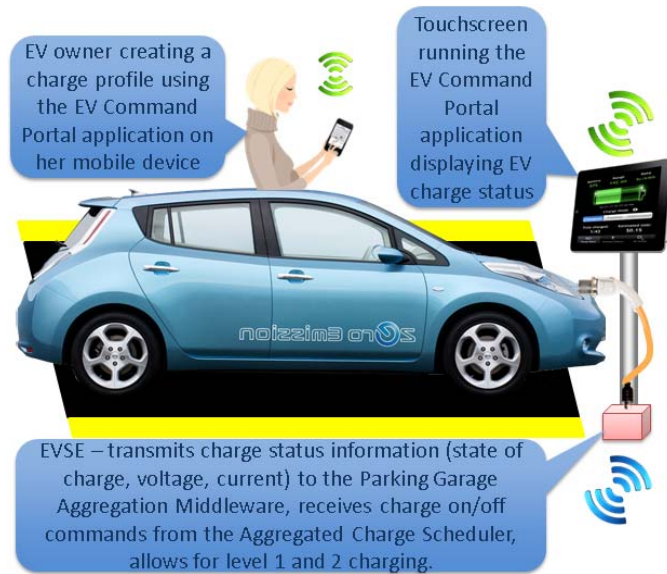 EV owner creating a
charge profile using
the EV Command
Portal application on
her mobile device
Touchscreen
running the
EV Command
Portal
application
displaying EV
charge status
Zero Emission
EVSE – transmits charge status information (state of
charge, voltage, current) to the Parking Garage
Aggregation Middleware, receives charge on/off
commands from the Aggregated Charge Scheduler,
allows for level 1 and 2 charging.